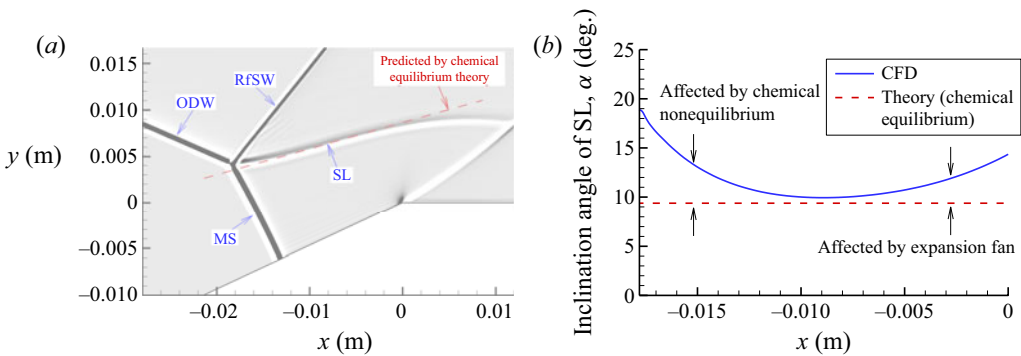 (a)
0.015
0.010
0.005
0
−0.005
−0.010
y (m)
−0.02
−0.01
0
0.01
x (m)
ODW
RfSW
Predicted by chemical
equilibrium theory
SL
MS
(b)
Inclination angle of SL, α (deg.)
25
20
15
10
5
0
−0.015
−0.010
−0.005
0
x (m)
CFD
Theory (chemical
equilibrium)
Affected by chemical
nonequilibrium
Affected by expansion fan